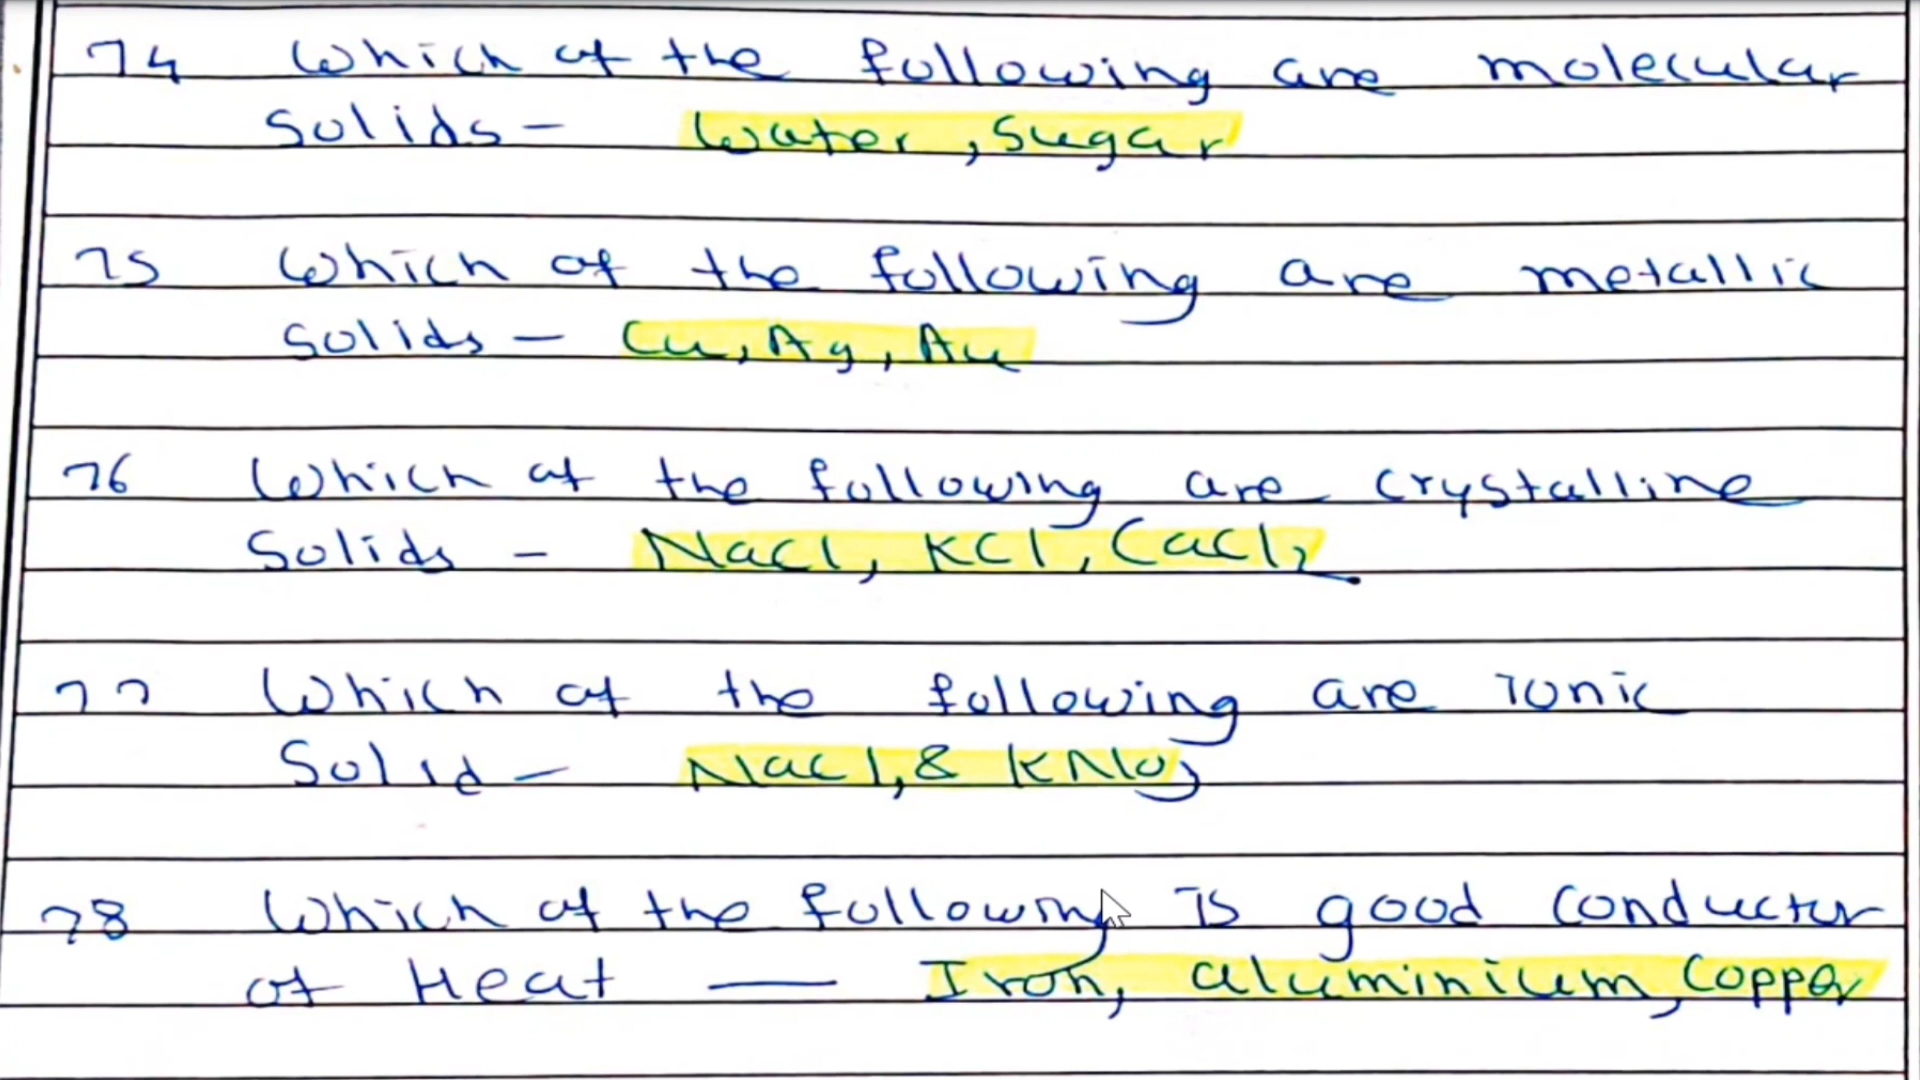 74 Which of the following are molecular
Solids - Water, Sugar
75 Which of the following are metallic
Solids - Cu, Ag, Au
76 Which of the following are crystalline
Solids - NaCl, KCl, CaCl2
77 Which of the following are Ionic
Solid - NaCl, & KNO3
78 Which of the following is good conductor
of Heat - Iron, aluminium, Copper